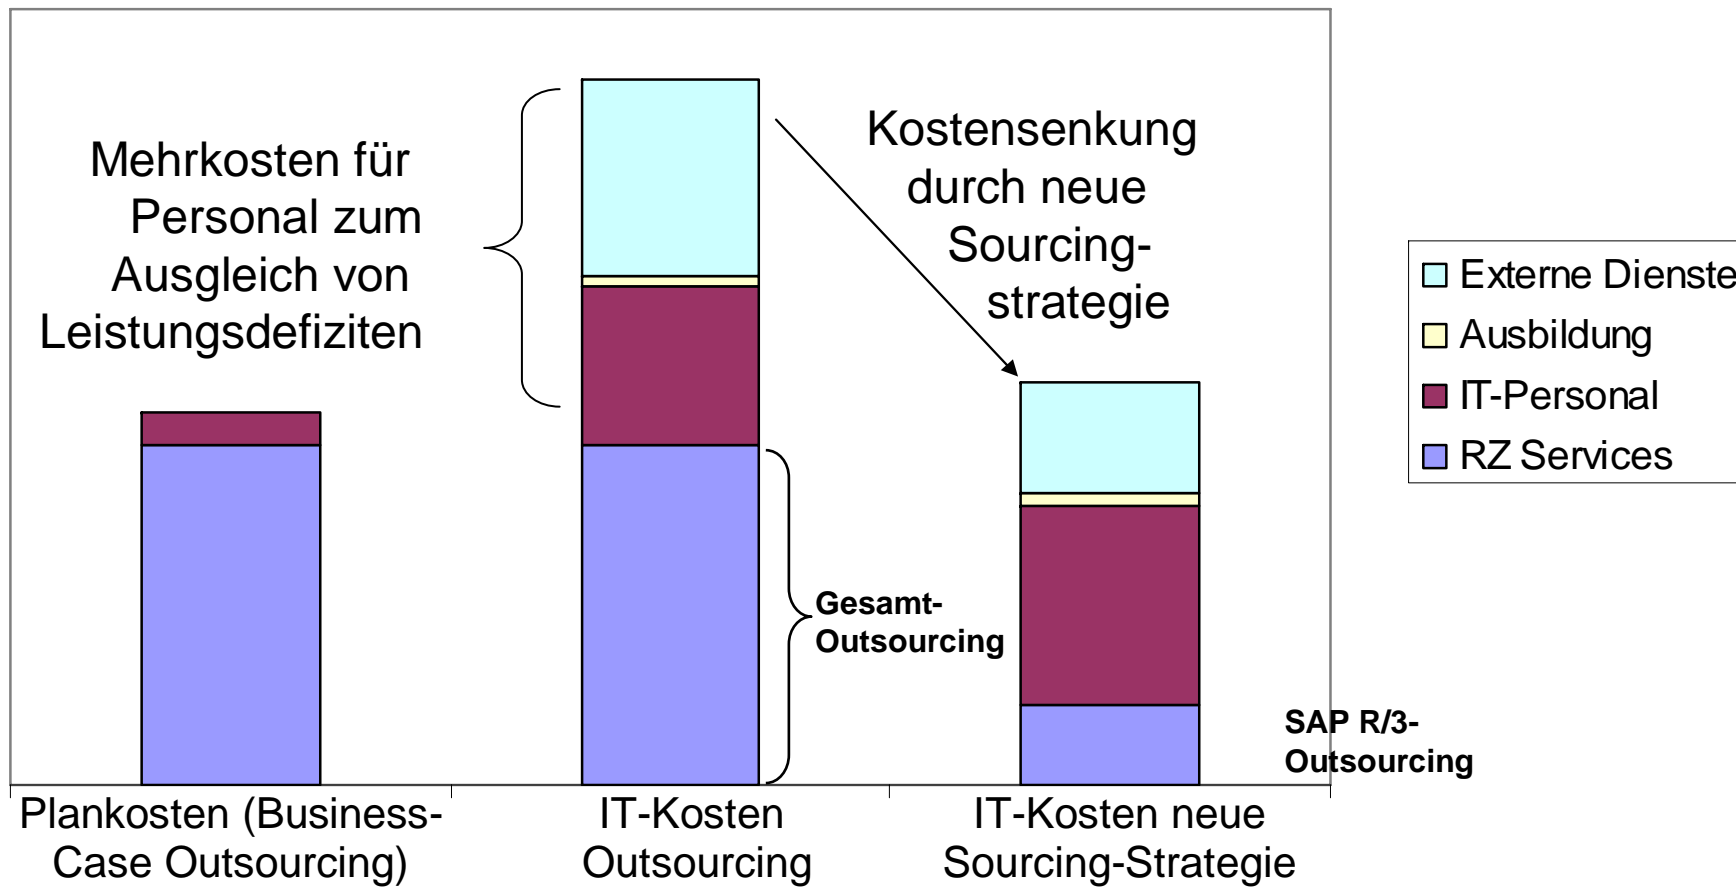 Mehrkosten für
Personal zum
Ausgleich von
Leistungsdefiziten
Kostensenkung
durch neue
Sourcing-
strategie
Gesamt-
Outsourcing
SAP R/3-
Outsourcing
Externe Dienste
Ausbildung
IT-Personal
RZ Services
Plankosten (Business-
Case Outsourcing)
IT-Kosten
Outsourcing
IT-Kosten neue
Sourcing-Strategie